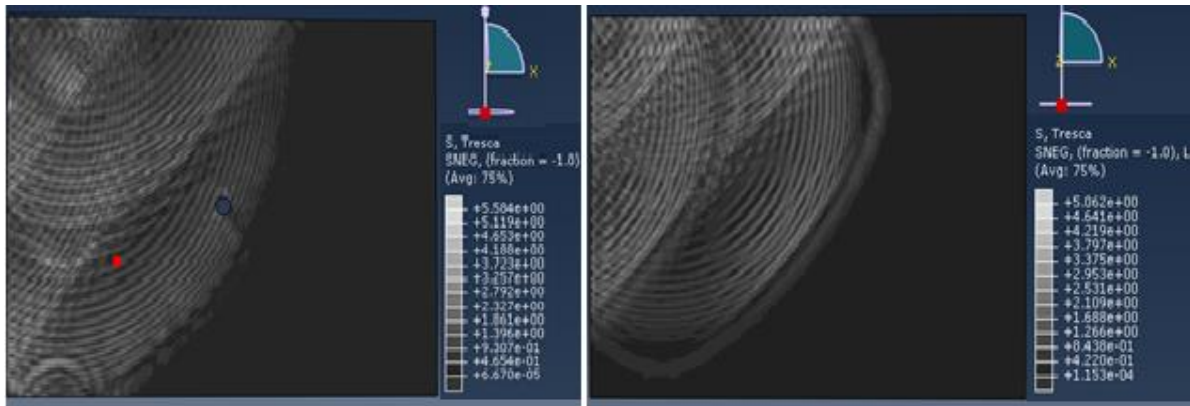 X
S, Tresca
SNEG, (fraction = -1.0)
(Avg: 75%)
+5.584e+00
+5.119e+00
+4.653e+00
+4.188e+00
+3.723e+00
+3.257e+00
+2.792e+00
+2.327e+00
+1.861e+00
+1.396e+00
+9.307e-01
+4.654e-01
+6.670e-05
Z
X
S, Tresca
SNEG, (fraction = -1.0), L
(Avg: 75%)
+5.062e+00
+4.641e+00
+4.219e+00
+3.797e+00
+3.375e+00
+2.953e+00
+2.531e+00
+2.109e+00
+1.688e+00
+1.266e+00
+8.438e-01
+4.220e-01
+1.153e-04